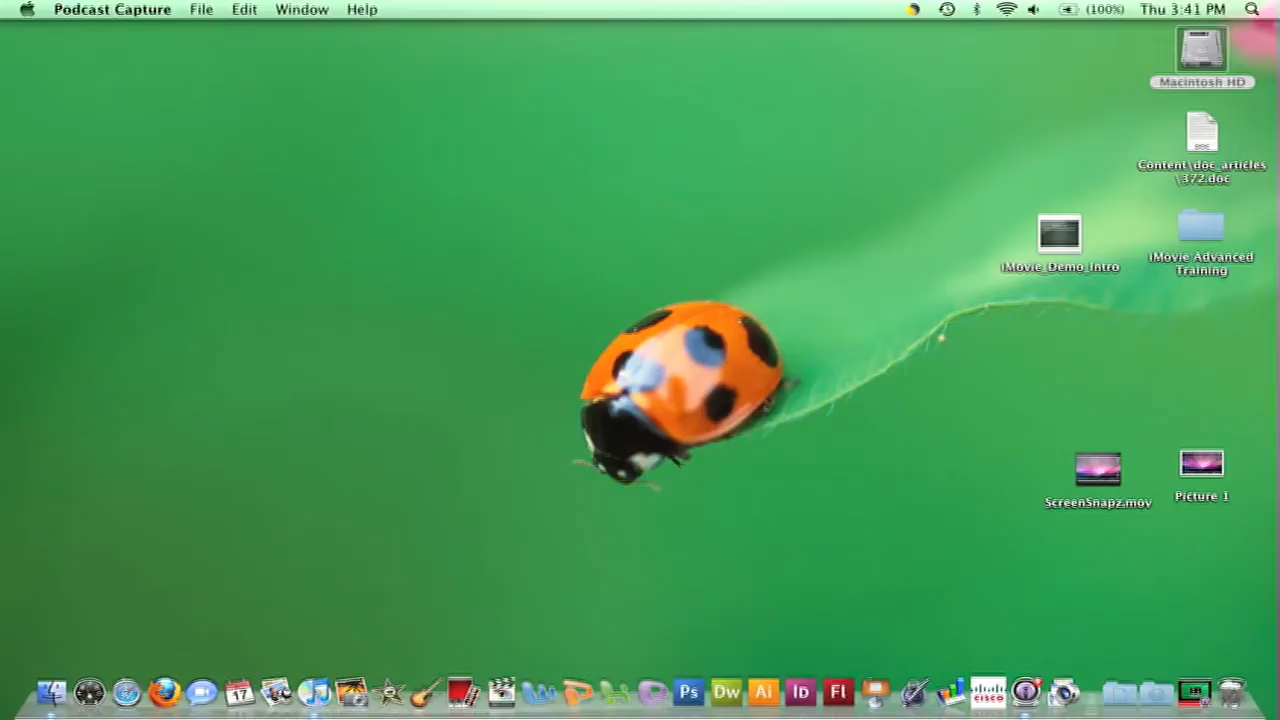 Podcast Capture File Edit Window Help (100%) Thu 3:41 PM
Macintosh HD
DOC
Content\doc_articles
\372.doc
iMovie_Demo_Intro
iMovie Advanced
Training
ScreenSnapz.mov
Picture 1
17
Ps Dw Ai Id Fl
CISCO